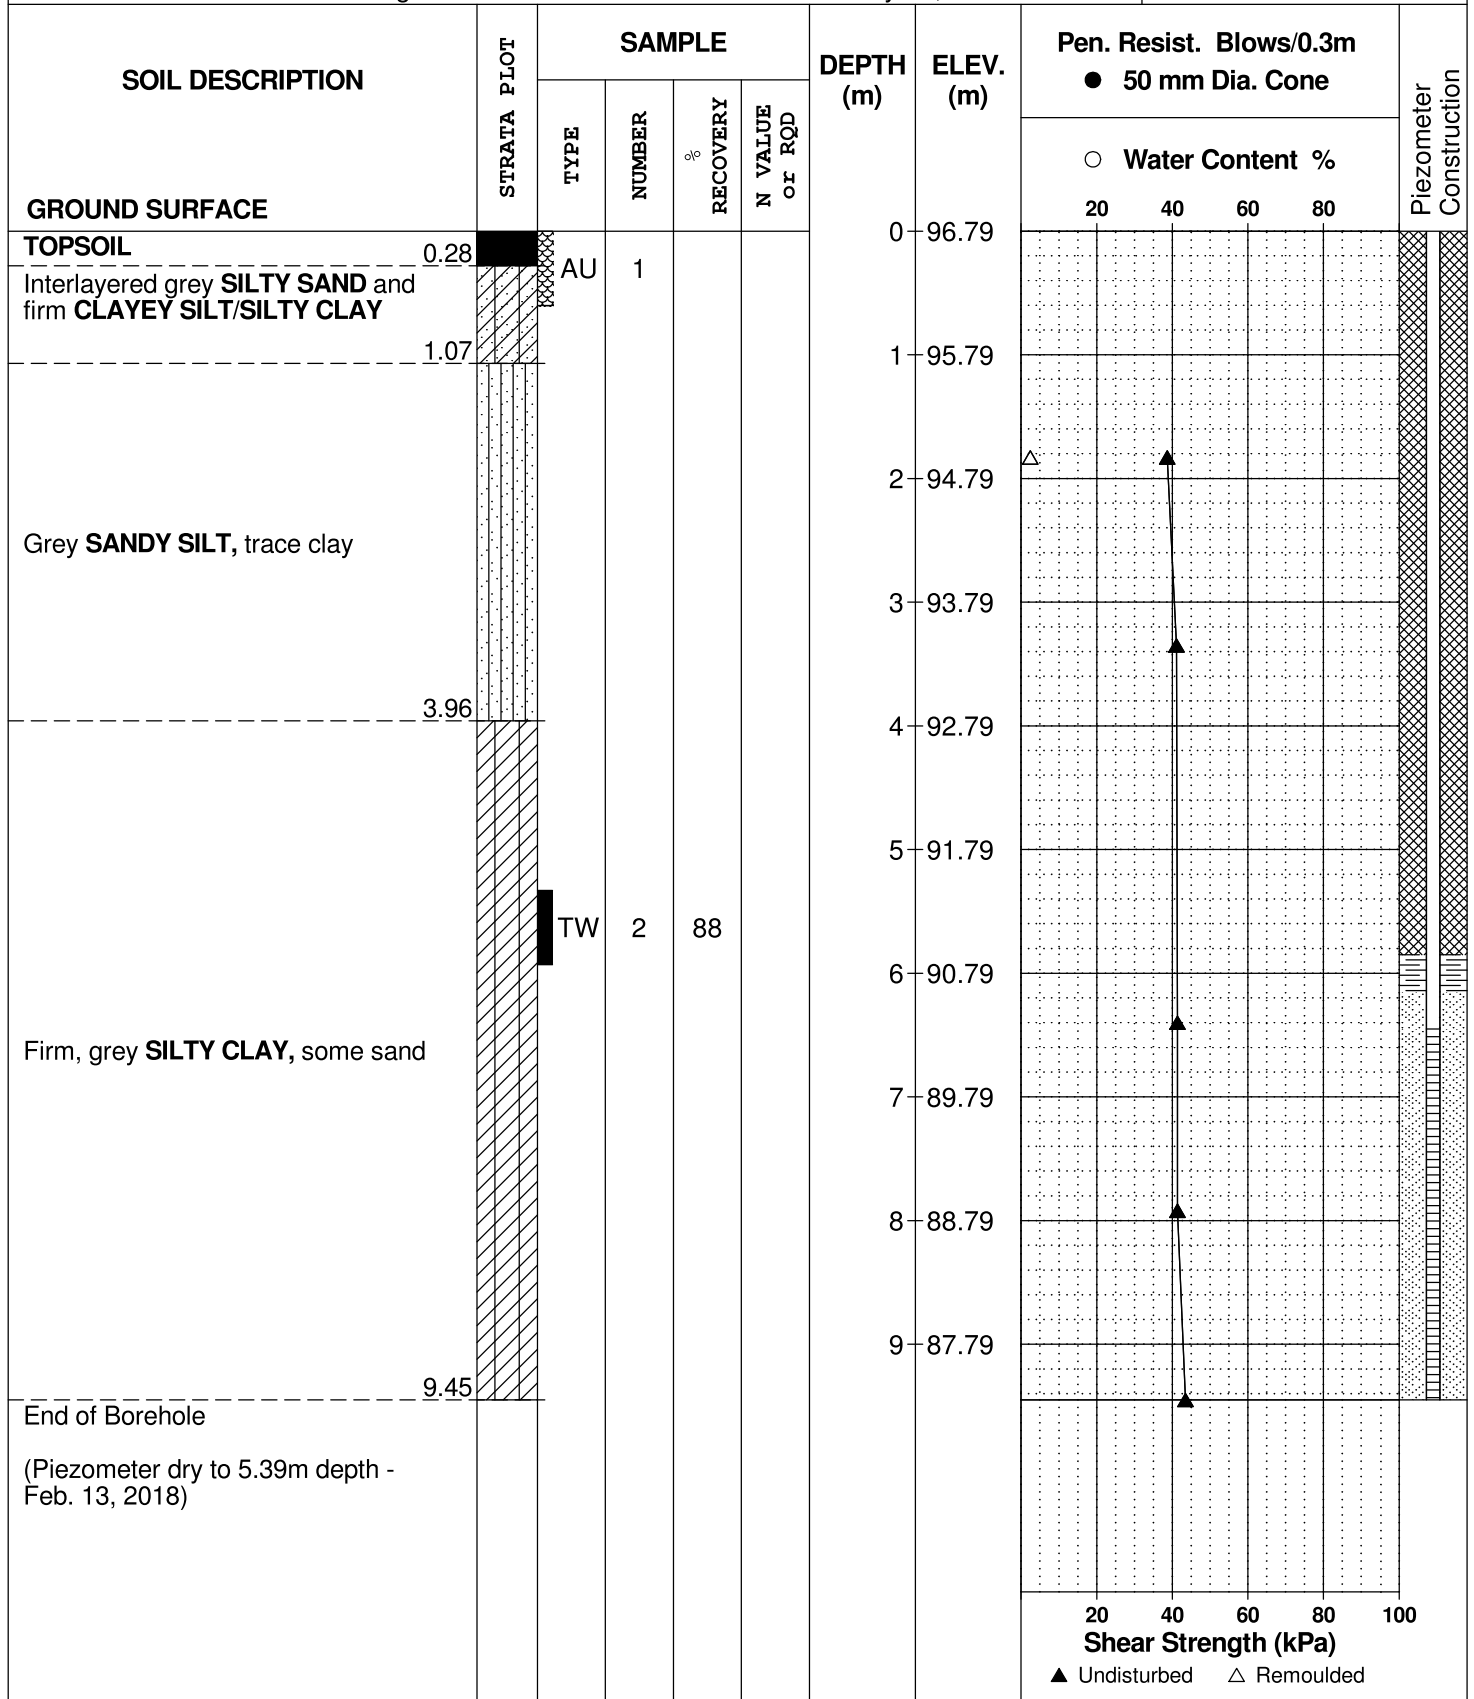 SOIL DESCRIPTION
GROUND SURFACE
STRATA PLOT
SAMPLE
TYPE
NUMBER
%
RECOVERY
N VALUE
or RQD
DEPTH
(m)
ELEV.
(m)
Pen. Resist. Blows/0.3m
● 50 mm Dia. Cone
○ Water Content %
20 40 60 80
Piezometer
Construction
TOPSOIL
0.28
Interlayered grey SILTY SAND and
firm CLAYEY SILT/SILTY CLAY
1.07
AU 1
Grey SANDY SILT, trace clay
3.96
TW 2 88
Firm, grey SILTY CLAY, some sand
9.45
End of Borehole
(Piezometer dry to 5.39m depth -
Feb. 13, 2018)
0 96.79
1 95.79
2 94.79
3 93.79
4 92.79
5 91.79
6 90.79
7 89.79
8 88.79
9 87.79
20 40 60 80 100
Shear Strength (kPa)
▲ Undisturbed △ Remoulded